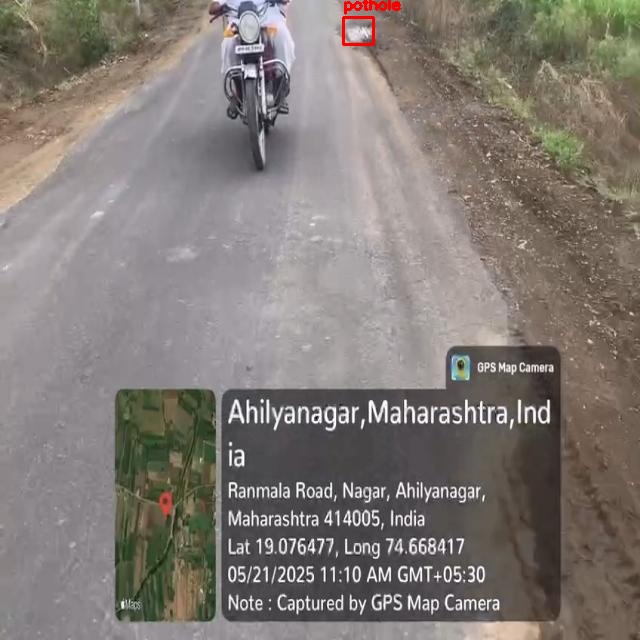 pothole
GPS Map Camera
Ahilyanagar,Maharashtra,Ind
ia
Ranmala Road, Nagar, Ahilyanagar,
Maharashtra 414005, India
Lat 19.076477, Long 74.668417
05/21/2025 11:10 AM GMT+05:30
Note : Captured by GPS Map Camera
Maps